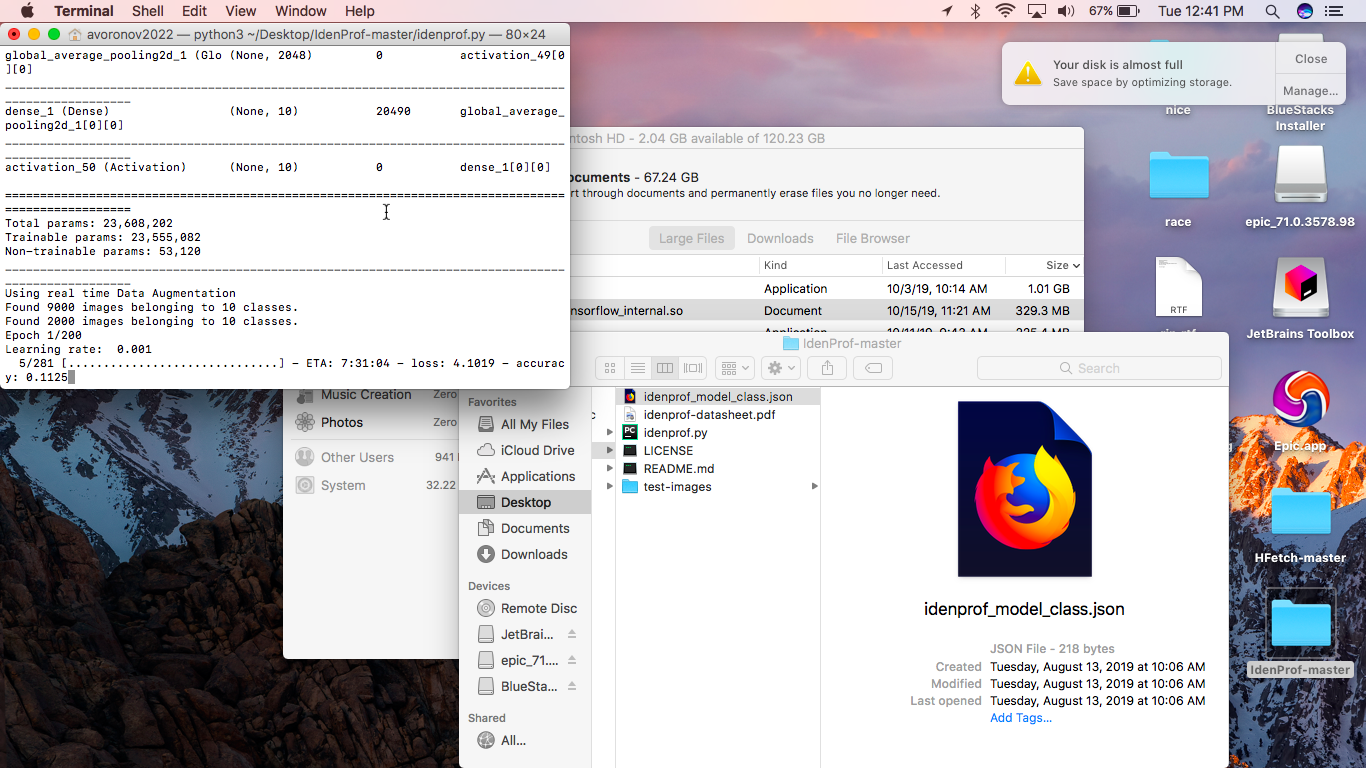 Terminal Shell Edit View Window Help
67% Tue 12:41 PM
avoronov2022 — python3 ~/Desktop/IdenProf-master/idenprof.py — 80×24
global_average_pooling2d_1 (Glo (None, 2048) 0 activation_49[0
][0]
dense_1 (Dense) (None, 10) 20490 global_average_
pooling2d_1[0][0]
activation_50 (Activation) (None, 10) 0 dense_1[0][0]
Total params: 23,608,202
Trainable params: 23,555,082
Non-trainable params: 53,120
Using real time Data Augmentation
Found 9000 images belonging to 10 classes.
Found 2000 images belonging to 10 classes.
Epoch 1/200
Learning rate:  0.001
5/281 [..............................] - ETA: 7:31:04 - loss: 4.1019 - accurac
y: 0.1125
Your disk is almost full
Save space by optimizing storage.
Close
Manage...
ntosh HD - 2.04 GB available of 120.23 GB
ocuments - 67.24 GB
rt through documents and permanently erase files you no longer need.
Large Files Downloads File Browser
Kind Last Accessed Size
Application 10/3/19, 10:14 AM 1.01 GB
nsorflow_internal.so Document 10/15/19, 11:21 AM 329.3 MB
Music Creation Zero
Photos Zero
Other Users 941
System 32.22
IdenProf-master
Search
Favorites
All My Files
iCloud Drive
Applications
Desktop
Documents
Downloads
Devices
Remote Disc
JetBrai...
epic_71....
BlueSta...
Shared
All...
idenprof_model_class.json
idenprof-datasheet.pdf
idenprof.py
LICENSE
README.md
test-images
idenprof_model_class.json
JSON File - 218 bytes
Created Tuesday, August 13, 2019 at 10:06 AM
Modified Tuesday, August 13, 2019 at 10:06 AM
Last opened Tuesday, August 13, 2019 at 10:06 AM
Add Tags...
nice
BlueStacks
Installer
race
epic_71.0.3578.98
RTF
JetBrains Toolbox
Epic.app
HFetch-master
IdenProf-master